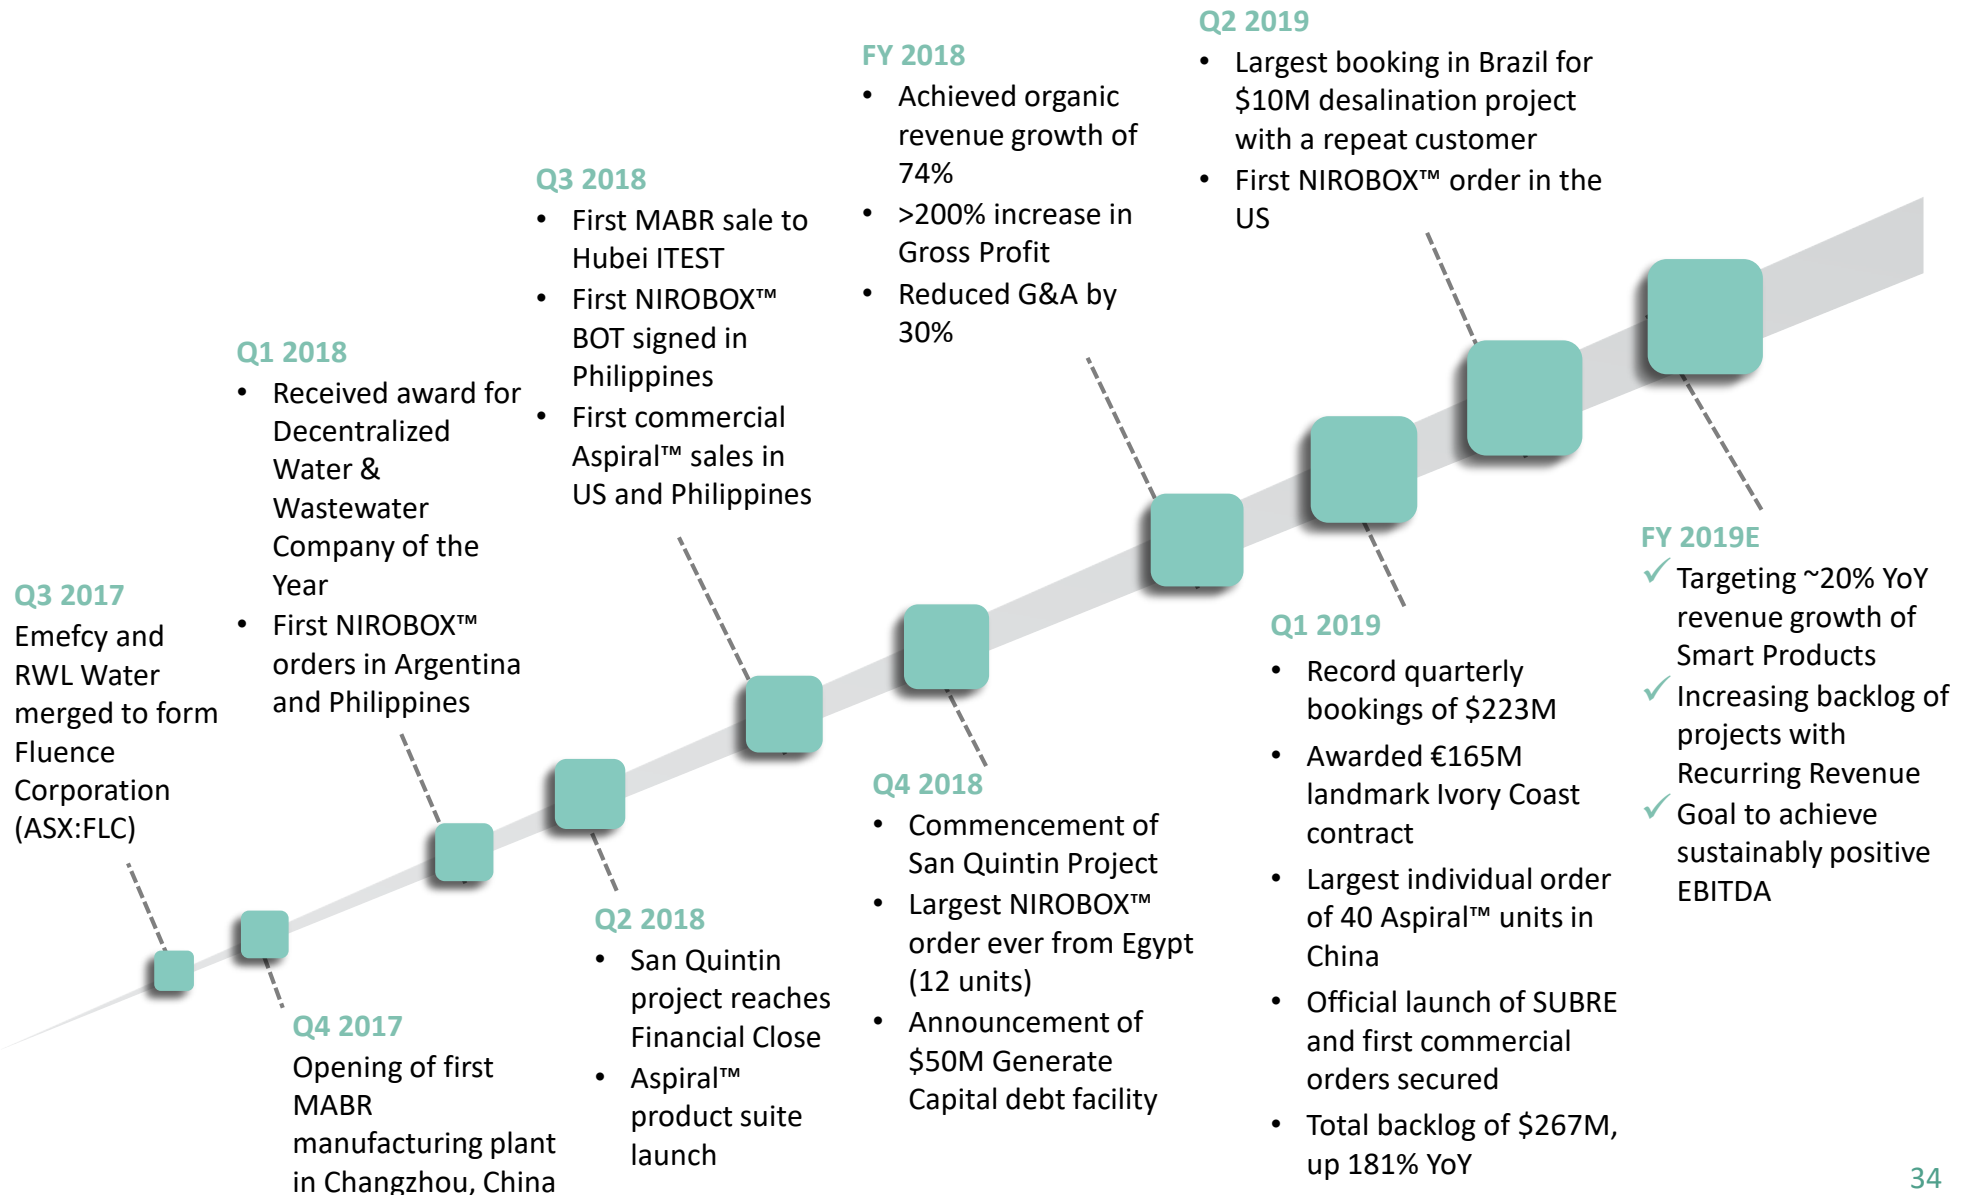 Q3 2017
Emefcy and
RWL Water
merged to form
Fluence
Corporation
(ASX:FLC)
Q4 2017
Opening of first
MABR
manufacturing plant
in Changzhou, China
Q1 2018
• Received award for
Decentralized
Water &
Wastewater
Company of the
Year
• First NIROBOX™
orders in Argentina
and Philippines
Q2 2018
• San Quintin
project reaches
Financial Close
• Aspiral™
product suite
launch
Q3 2018
• First MABR sale to
Hubei ITEST
• First NIROBOX™
BOT signed in
Philippines
• First commercial
Aspiral™ sales in
US and Philippines
Q4 2018
• Commencement of
San Quintin Project
• Largest NIROBOX™
order ever from Egypt
(12 units)
• Announcement of
$50M Generate
Capital debt facility
FY 2018
• Achieved organic
revenue growth of
74%
• >200% increase in
Gross Profit
• Reduced G&A by
30%
Q1 2019
• Record quarterly
bookings of $223M
• Awarded €165M
landmark Ivory Coast
contract
• Largest individual order
of 40 Aspiral™ units in
China
• Official launch of SUBRE
and first commercial
orders secured
• Total backlog of $267M,
up 181% YoY
Q2 2019
• Largest booking in Brazil for
$10M desalination project
with a repeat customer
• First NIROBOX™ order in the
US
FY 2019E
✓ Targeting ~20% YoY
revenue growth of
Smart Products
✓ Increasing backlog of
projects with
Recurring Revenue
✓ Goal to achieve
sustainably positive
EBITDA
34